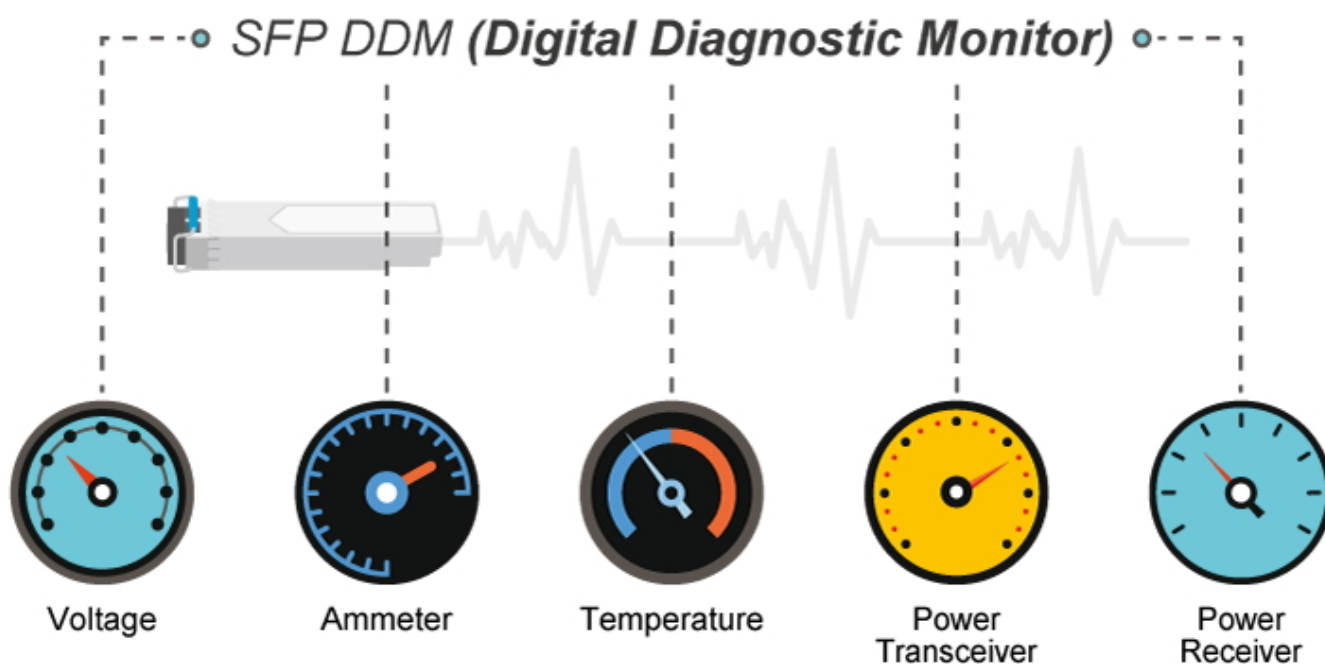 SFP DDM (Digital Diagnostic Monitor)
Voltage
Ammeter
Temperature
Power
Transceiver
Power
Receiver